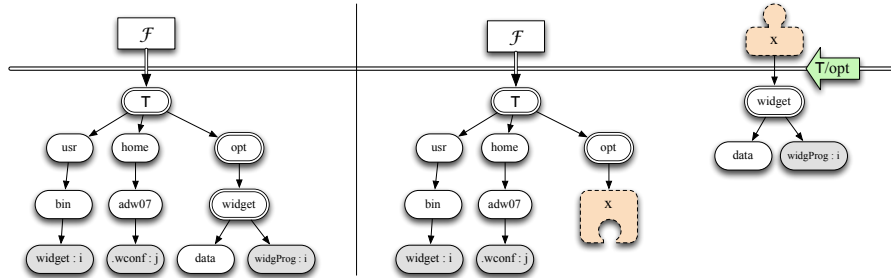 F
T
usr home opt
bin adw07 widget
widget : i .wconf : j data widgProg : i
F
T
usr home opt
bin adw07 x
widget : i .wconf : j
x
T/opt
widget
data widgProg : i